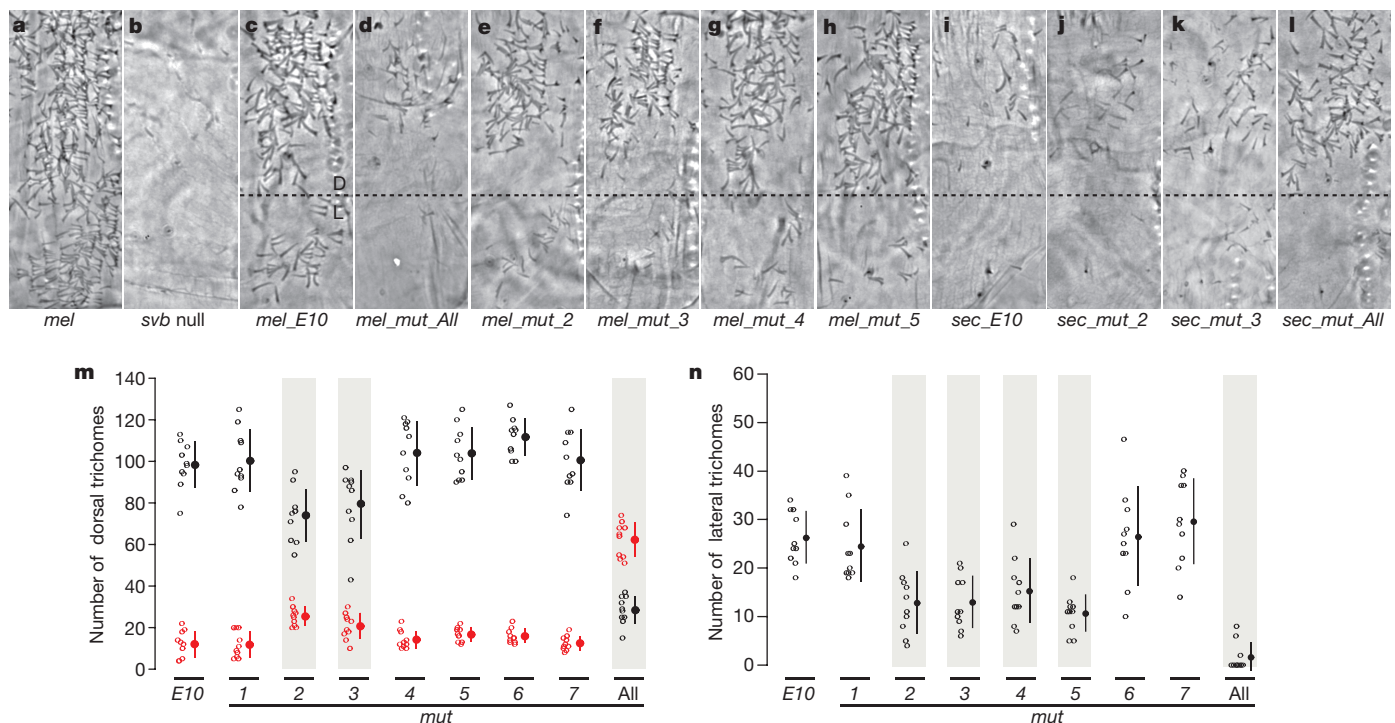 a b c d e f g h i j k l
D
L
mel svb null mel_E10 mel_mut_All mel_mut_2 mel_mut_3 mel_mut_4 mel_mut_5 sec_E10 sec_mut_2 sec_mut_3 sec_mut_All
m
Number of dorsal trichomes
140
120
100
80
60
40
20
0
E10 1 2 3 4 5 6 7 All
mut
n
Number of lateral trichomes
60
50
40
30
20
10
0
E10 1 2 3 4 5 6 7 All
mut